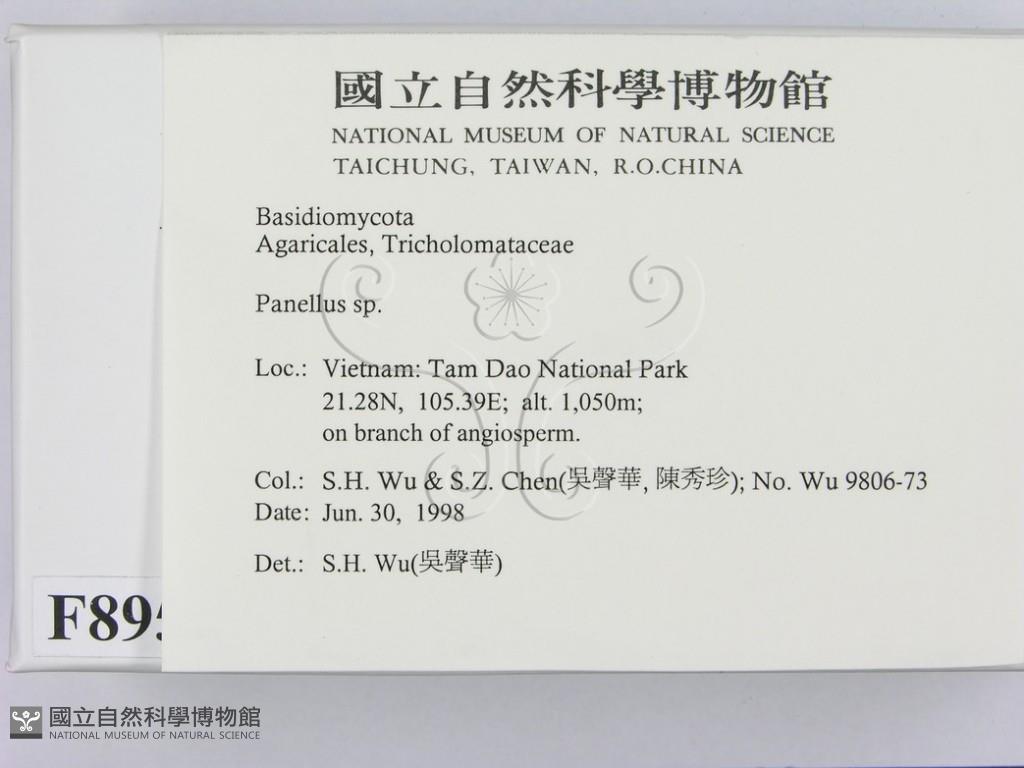 國立自然科學博物館
NATIONAL MUSEUM OF NATURAL SCIENCE
TAICHUNG, TAIWAN, R.O.CHINA
Basidiomycota
Agaricales, Tricholomataceae
Panellus sp.
Loc.: Vietnam: Tam Dao National Park
21.28N, 105.39E; alt. 1,050m;
on branch of angiosperm.
Col.: S.H. Wu & S.Z. Chen(吳聲華, 陳秀珍); No. Wu 9806-73
Date: Jun. 30, 1998
Det.: S.H. Wu(吳聲華)
國立自然科學博物館
NATIONAL MUSEUM OF NATURAL SCIENCE